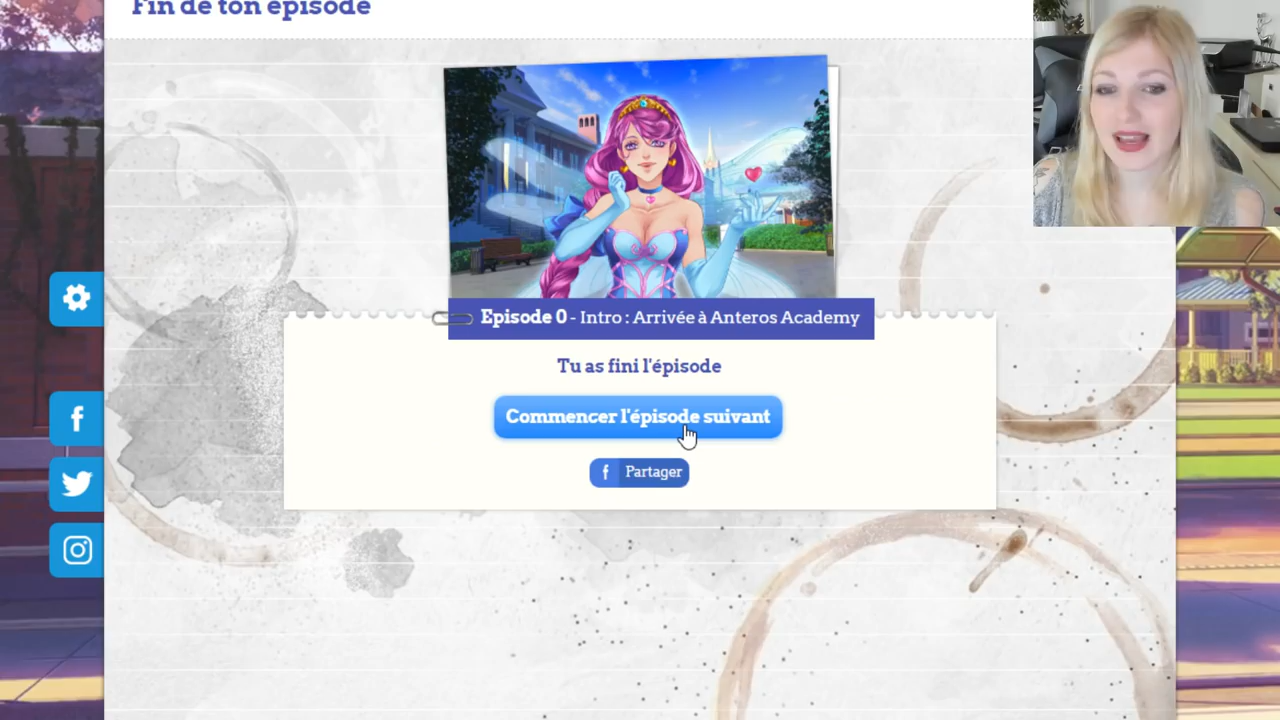 Fin de ton épisode
Episode 0 - Intro : Arrivée à Anteros Academy
Tu as fini l'épisode
Commencer l'épisode suivant
f Partager